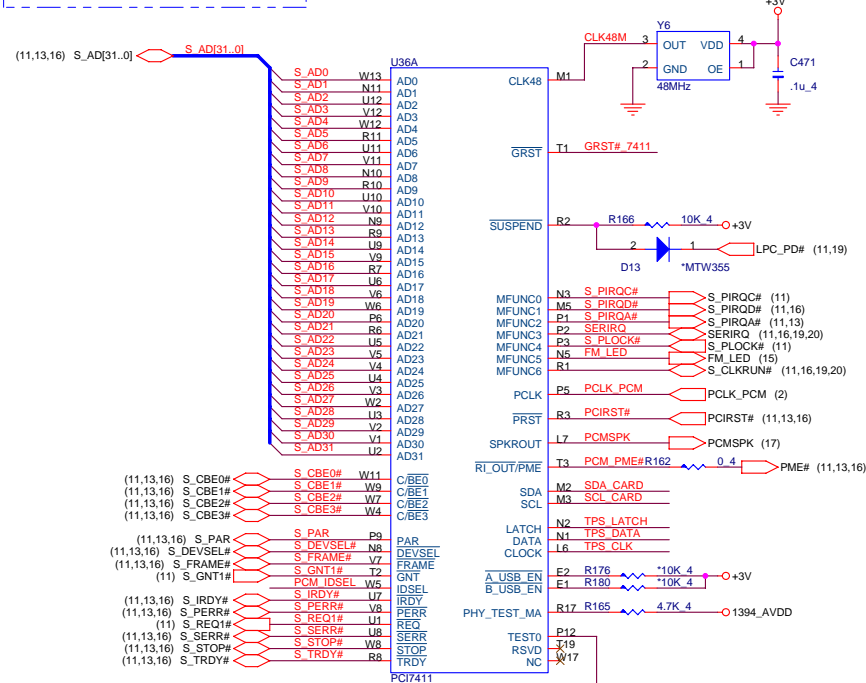 +3V
Y6
CLK48M 3 OUT VDD 4
2 GND OE 1
48MHz
C471
.1u_4
(11,13,16) S_AD[31..0] S_AD[31..0]
U36A
S_AD0 W13 AD0
S_AD1 N11 AD1
S_AD2 U12 AD2
S_AD3 V12 AD3
S_AD4 W12 AD4
S_AD5 R11 AD5
S_AD6 U11 AD6
S_AD7 V11 AD7
S_AD8 N10 AD8
S_AD9 R10 AD9
S_AD10 U10 AD10
S_AD11 V10 AD11
S_AD12 N9 AD12
S_AD13 R9 AD13
S_AD14 U9 AD14
S_AD15 V9 AD15
S_AD16 R7 AD16
S_AD17 U6 AD17
S_AD18 V6 AD18
S_AD19 W6 AD19
S_AD20 P6 AD20
S_AD21 R6 AD21
S_AD22 U5 AD22
S_AD23 V5 AD23
S_AD24 V4 AD24
S_AD25 U4 AD25
S_AD26 V3 AD26
S_AD27 W2 AD27
S_AD28 U3 AD28
S_AD29 V2 AD29
S_AD30 V1 AD30
S_AD31 U2 AD31
(11,13,16) S_CBE0# S_CBE0# W11 C/BE0
(11,13,16) S_CBE1# S_CBE1# W9 C/BE1
(11,13,16) S_CBE2# S_CBE2# W7 C/BE2
(11,13,16) S_CBE3# S_CBE3# W4 C/BE3
(11,13,16) S_PAR S_PAR P9 PAR
(11,13,16) S_DEVSEL# S_DEVSEL# N8 DEVSEL
(11,13,16) S_FRAME# S_FRAME# V7 FRAME
(11) S_GNT1# S_GNT1# T2 GNT
PCM_IDSEL W5 IDSEL
(11,13,16) S_IRDY# S_IRDY# U7 IRDY
(11,13,16) S_PERR# S_PERR# V8 PERR
(11) S_REQ1# S_REQ1# U1 REQ
(11,13,16) S_SERR# S_SERR# U8 SERR
(11,13,16) S_STOP# S_STOP# W8 STOP
(11,13,16) S_TRDY# S_TRDY# R8 TRDY
PCI7411
CLK48 M1
GRST T1 GRST#_7411
SUSPEND R2 R166 10K_4 +3V
2 1 LPC_PD# (11,19)
D13 *MTW355
MFUNC0 N3 S_PIRQC# S_PIRQC# (11)
MFUNC1 M5 S_PIRQD# S_PIRQD# (11,16)
MFUNC2 P1 S_PIRQA# S_PIRQA# (11,13)
MFUNC3 P2 SERIRQ SERIRQ (11,16,19,20)
MFUNC4 P3 S_PLOCK# S_PLOCK# (11)
MFUNC5 N5 FM_LED FM_LED (15)
MFUNC6 R1 S_CLKRUN# (11,16,19,20)
PCLK P5 PCLK_PCM PCLK_PCM (2)
PRST R3 PCIRST# PCIRST# (11,13,16)
SPKROUT L7 PCMSPK PCMSPK (17)
RI_OUT/PME T3 PCM_PME# R162 0_4 PME# (11,13,16)
SDA M2 SDA_CARD
SCL M3 SCL_CARD
LATCH N2 TPS_LATCH
DATA N1 TPS_DATA
CLOCK L6 TPS_CLK
A_USB_EN E2 R176 *10K_4 +3V
B_USB_EN E1 R180 *10K_4
PHY_TEST_MA R17 R165 4.7K_4 1394_AVDD
TEST0 P12
RSVD T19
NC W17